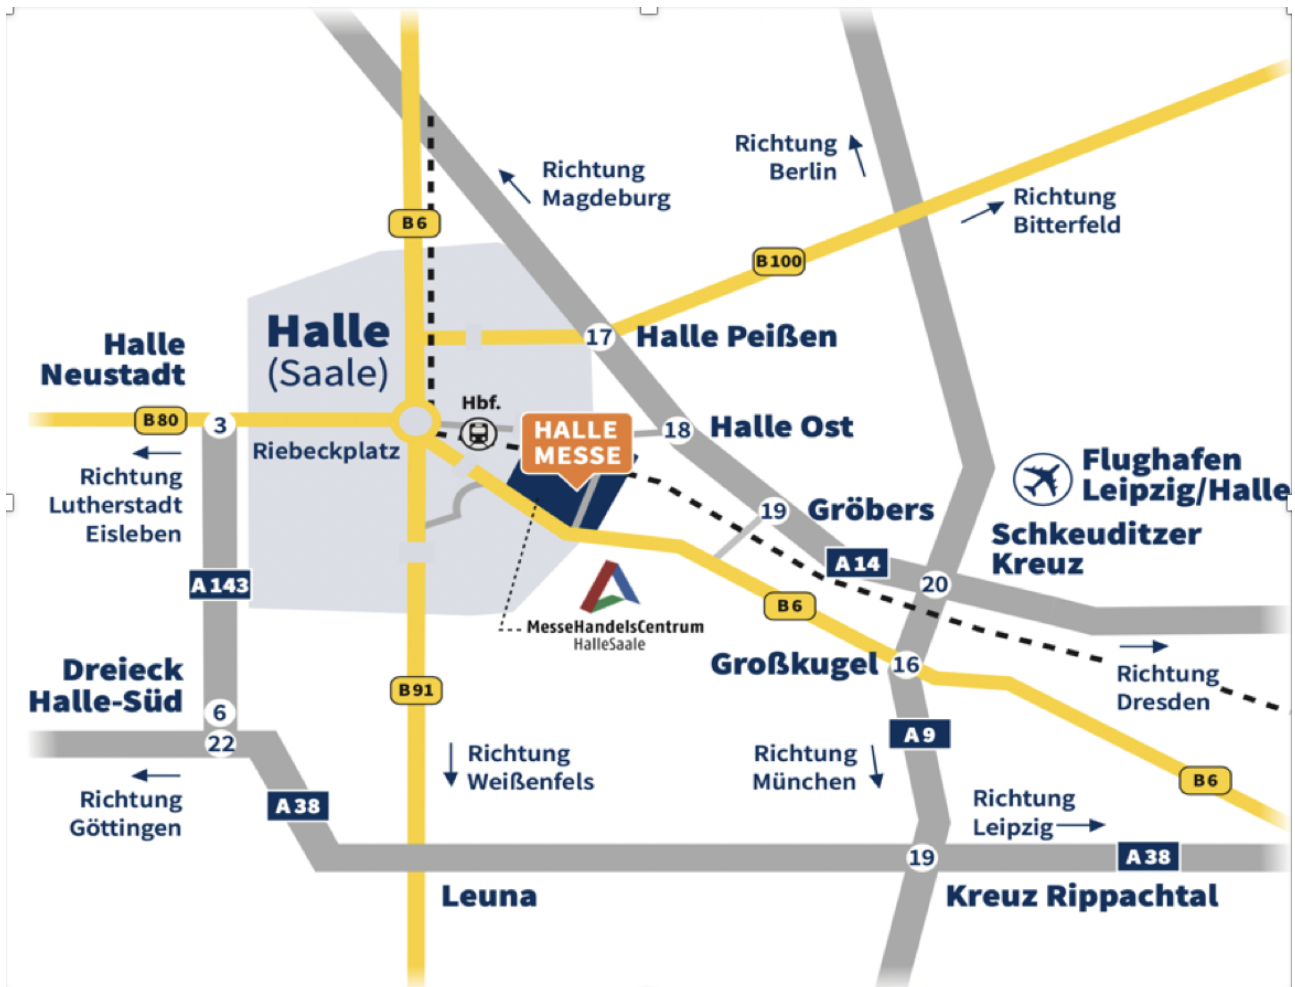 Richtung
Magdeburg
Richtung
Berlin
Richtung
Bitterfeld
B6
B100
Halle
(Saale)
17
Halle Peißen
Halle
Neustadt
B80
3
Riebeckplatz
Hbf.
HALLE
MESSE
18
Halle Ost
Richtung
Lutherstadt
Eisleben
Flughafen
Leipzig/Halle
19
Gröbers
Schkeuditzer
Kreuz
A14
20
A143
B6
MesseHandelsCentrum
HalleSaale
Großkugel
16
Richtung
Dresden
Dreieck
Halle-Süd
6
22
B91
A9
Richtung
Weißenfels
Richtung
München
B6
Richtung
Göttingen
A38
Richtung
Leipzig
19
A38
Leuna
Kreuz Rippachtal